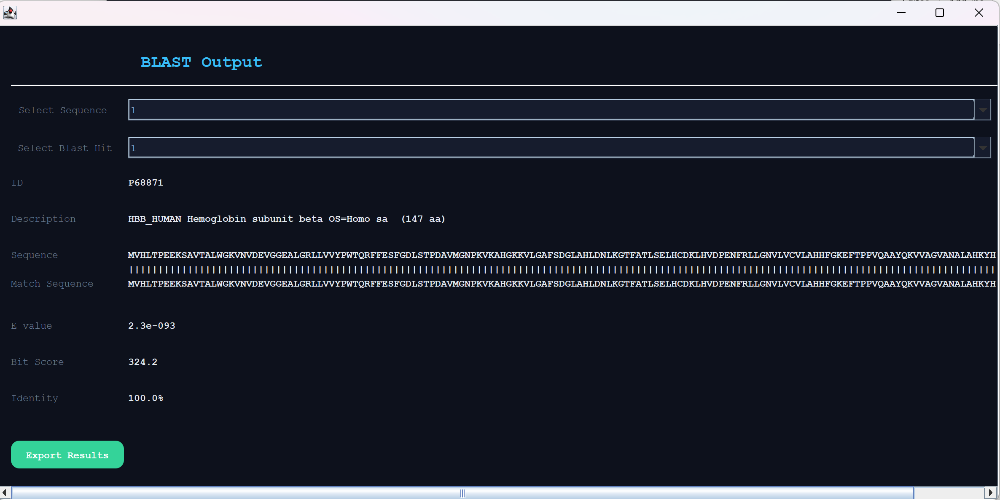 BLAST Output
Select Sequence 1
Select Blast Hit 1
ID P68871
Description HBB_HUMAN Hemoglobin subunit beta OS=Homo sa (147 aa)
Sequence MVHLTPEEKSAVTALWGKVNVDEVGGEALGRLLVVYPWTQRFFESFGDLSTPDAVMGNPKVKAHGKKVLGAFSDGLAHLDNLKGTFATLSELHCDKLHVDPENFRLLGNVLVCVLAHHFGKEFTPPVQAAYQKVVAGVANALAHKYH
|||||||||||||||||||||||||||||||||||||||||||||||||||||||||||||||||||||||||||||||||||||||||||||||||||||||||||||||||||||||||||||||||||||||||||||||||||
Match Sequence MVHLTPEEKSAVTALWGKVNVDEVGGEALGRLLVVYPWTQRFFESFGDLSTPDAVMGNPKVKAHGKKVLGAFSDGLAHLDNLKGTFATLSELHCDKLHVDPENFRLLGNVLVCVLAHHFGKEFTPPVQAAYQKVVAGVANALAHKYH
E-value 2.3e-093
Bit Score 324.2
Identity 100.0%
Export Results